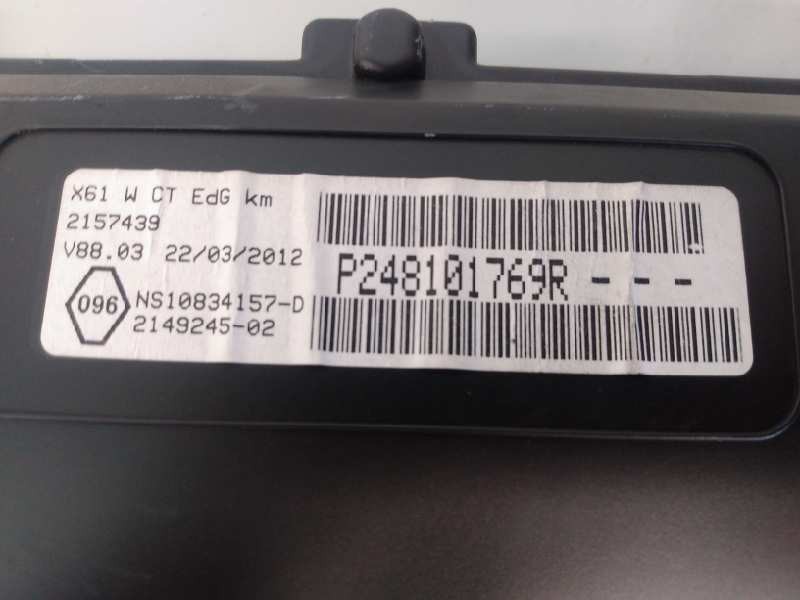 X61 W CT EdG km
2157439
V88.03 22/03/2012
096
NS10834157-D
2149245-02
P248101769R - - -